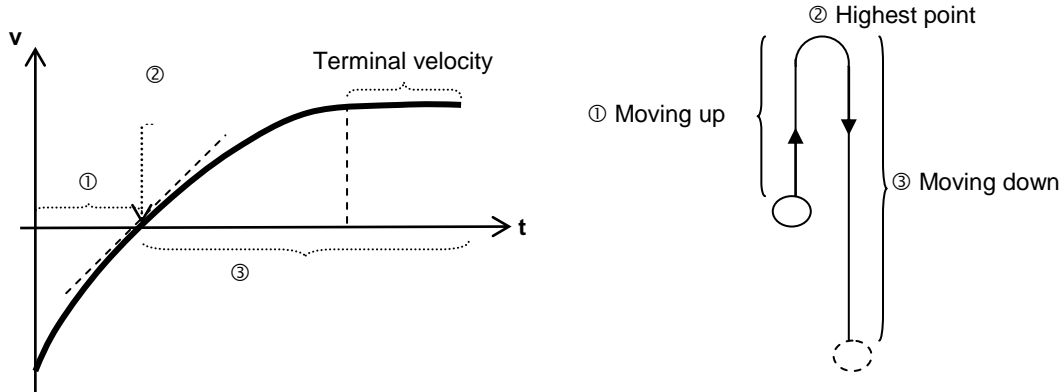 v
②
Terminal velocity
①
t
③
② Highest point
① Moving up
③ Moving down